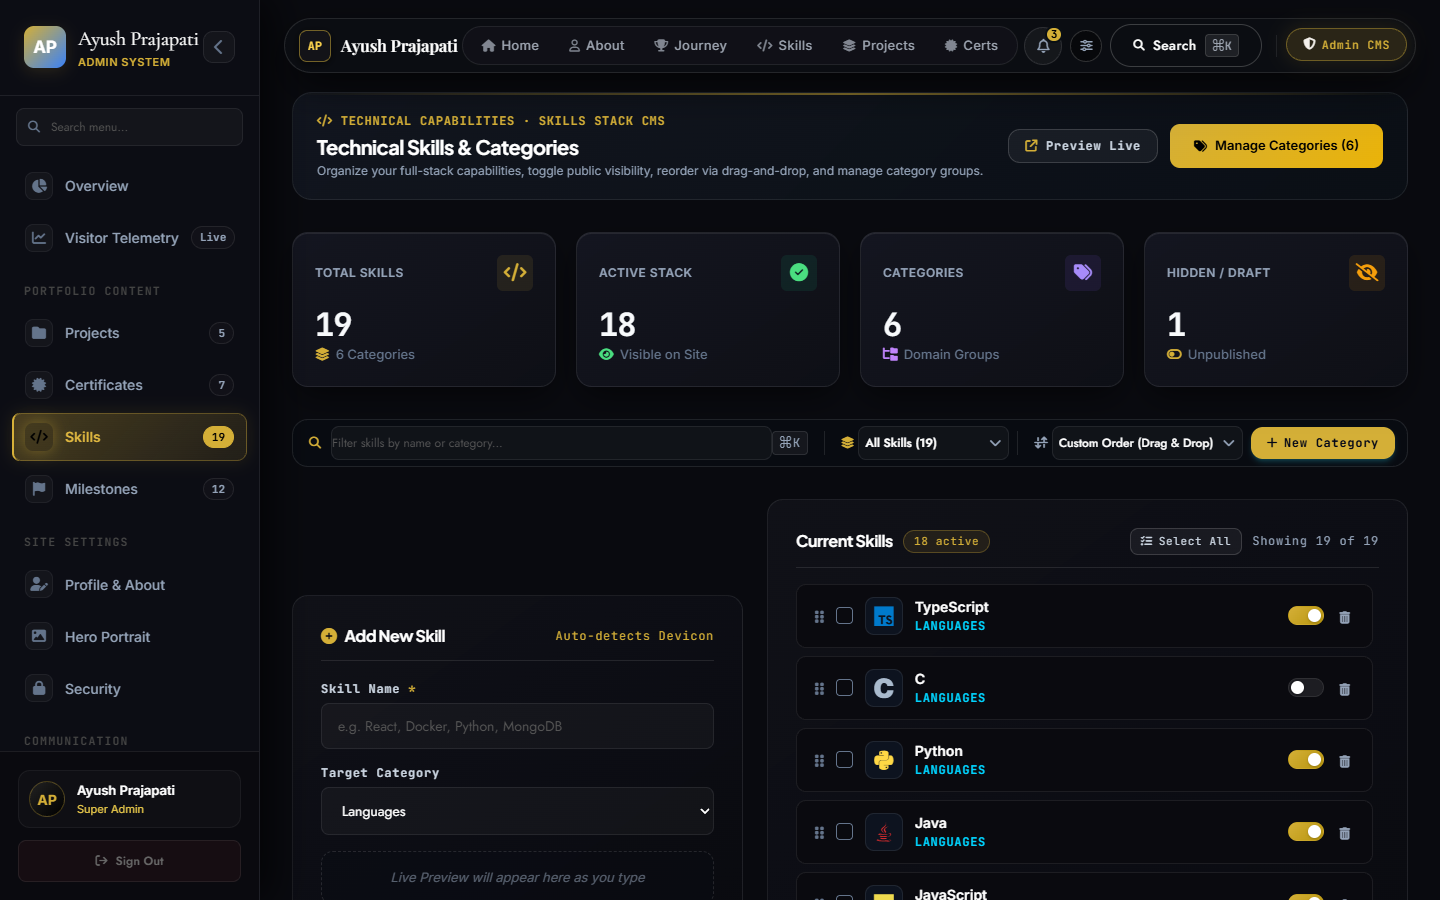 AP
Ayush Prajapati
ADMIN SYSTEM
Search menu...
Overview
Visitor Telemetry
Live
PORTFOLIO CONTENT
Projects
5
Certificates
7
Skills
19
Milestones
12
SITE SETTINGS
Profile & About
Hero Portrait
Security
COMMUNICATION
AP
Ayush Prajapati
Super Admin
Sign Out
AP
Ayush Prajapati
Home
About
Journey
Skills
Projects
Certs
3
Search
⌘K
Admin CMS
TECHNICAL CAPABILITIES · SKILLS STACK CMS
Technical Skills & Categories
Organize your full-stack capabilities, toggle public visibility, reorder via drag-and-drop, and manage category groups.
Preview Live
Manage Categories (6)
TOTAL SKILLS
19
6 Categories
ACTIVE STACK
18
Visible on Site
CATEGORIES
6
Domain Groups
HIDDEN / DRAFT
1
Unpublished
Filter skills by name or category...
⌘K
All Skills (19)
Custom Order (Drag & Drop)
+ New Category
Add New Skill
Auto-detects Devicon
Skill Name *
e.g. React, Docker, Python, MongoDB
Target Category
Languages
Live Preview will appear here as you type
Current Skills
18 active
Select All
Showing 19 of 19
TS
TypeScript
LANGUAGES
C
C
LANGUAGES
Python
LANGUAGES
Java
LANGUAGES
JavaScript